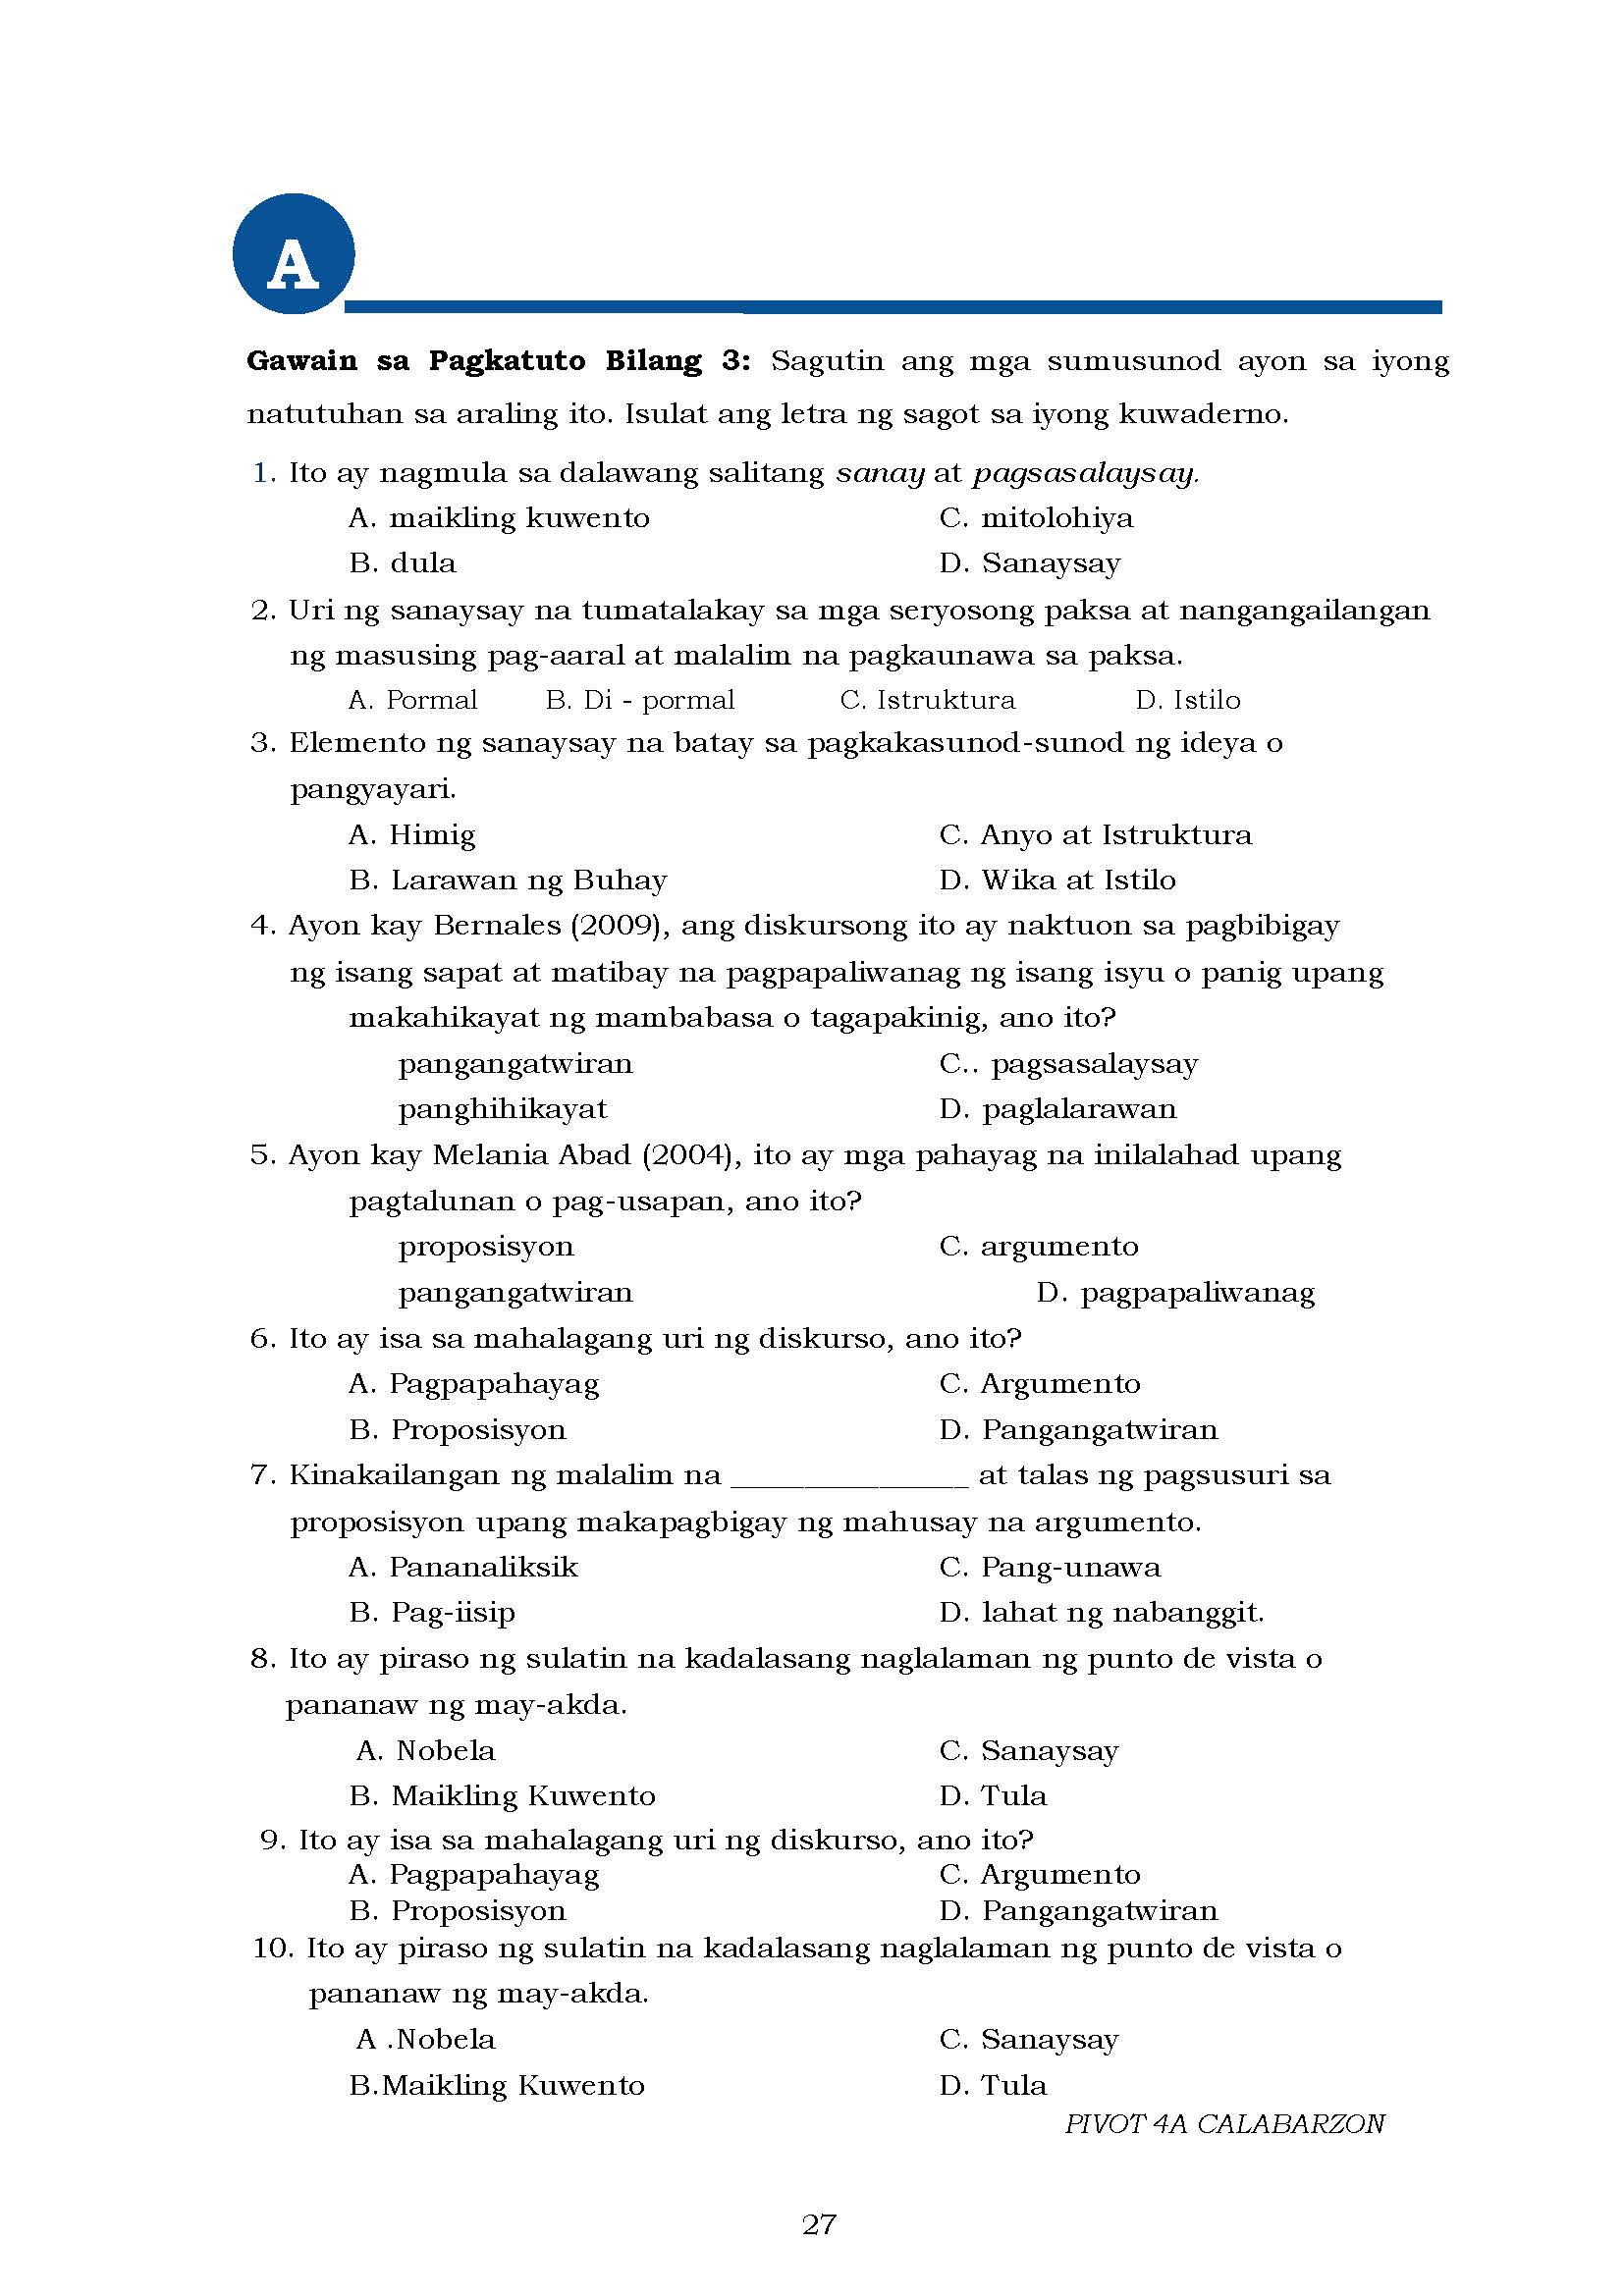 A
Gawain sa Pagkatuto Bilang 3: Sagutin ang mga sumusunod ayon sa iyong
natutuhan sa araling ito. Isulat ang letra ng sagot sa iyong kuwaderno.
1. Ito ay nagmula sa dalawang salitang sanay at pagsasalaysay.
A. maikling kuwento C. mitolohiya
B. dula D. Sanaysay
2. Uri ng sanaysay na tumatalakay sa mga seryosong paksa at nangangailangan
ng masusing pag-aaral at malalim na pagkaunawa sa paksa.
A. Pormal B. Di - pormal C. Istruktura D. Istilo
3. Elemento ng sanaysay na batay sa pagkakasunod-sunod ng ideya o
pangyayari.
A. Himig C. Anyo at Istruktura
B. Larawan ng Buhay D. Wika at Istilo
4. Ayon kay Bernales (2009), ang diskursong ito ay naktuon sa pagbibigay
ng isang sapat at matibay na pagpapaliwanag ng isang isyu o panig upang
makahikayat ng mambabasa o tagapakinig, ano ito?
pangangatwiran C.. pagsasalaysay
panghihikayat D. paglalarawan
5. Ayon kay Melania Abad (2004), ito ay mga pahayag na inilalahad upang
pagtalunan o pag-usapan, ano ito?
proposisyon C. argumento
pangangatwiran D. pagpapaliwanag
6. Ito ay isa sa mahalagang uri ng diskurso, ano ito?
A. Pagpapahayag C. Argumento
B. Proposisyon D. Pangangatwiran
7. Kinakailangan ng malalim na ________________ at talas ng pagsusuri sa
proposisyon upang makapagbigay ng mahusay na argumento.
A. Pananaliksik C. Pang-unawa
B. Pag-iisip D. lahat ng nabanggit.
8. Ito ay piraso ng sulatin na kadalasang naglalaman ng punto de vista o
pananaw ng may-akda.
A. Nobela C. Sanaysay
B. Maikling Kuwento D. Tula
9. Ito ay isa sa mahalagang uri ng diskurso, ano ito?
A. Pagpapahayag C. Argumento
B. Proposisyon D. Pangangatwiran
10. Ito ay piraso ng sulatin na kadalasang naglalaman ng punto de vista o
pananaw ng may-akda.
A .Nobela C. Sanaysay
B.Maikling Kuwento D. Tula
PIVOT 4A CALABARZON
27